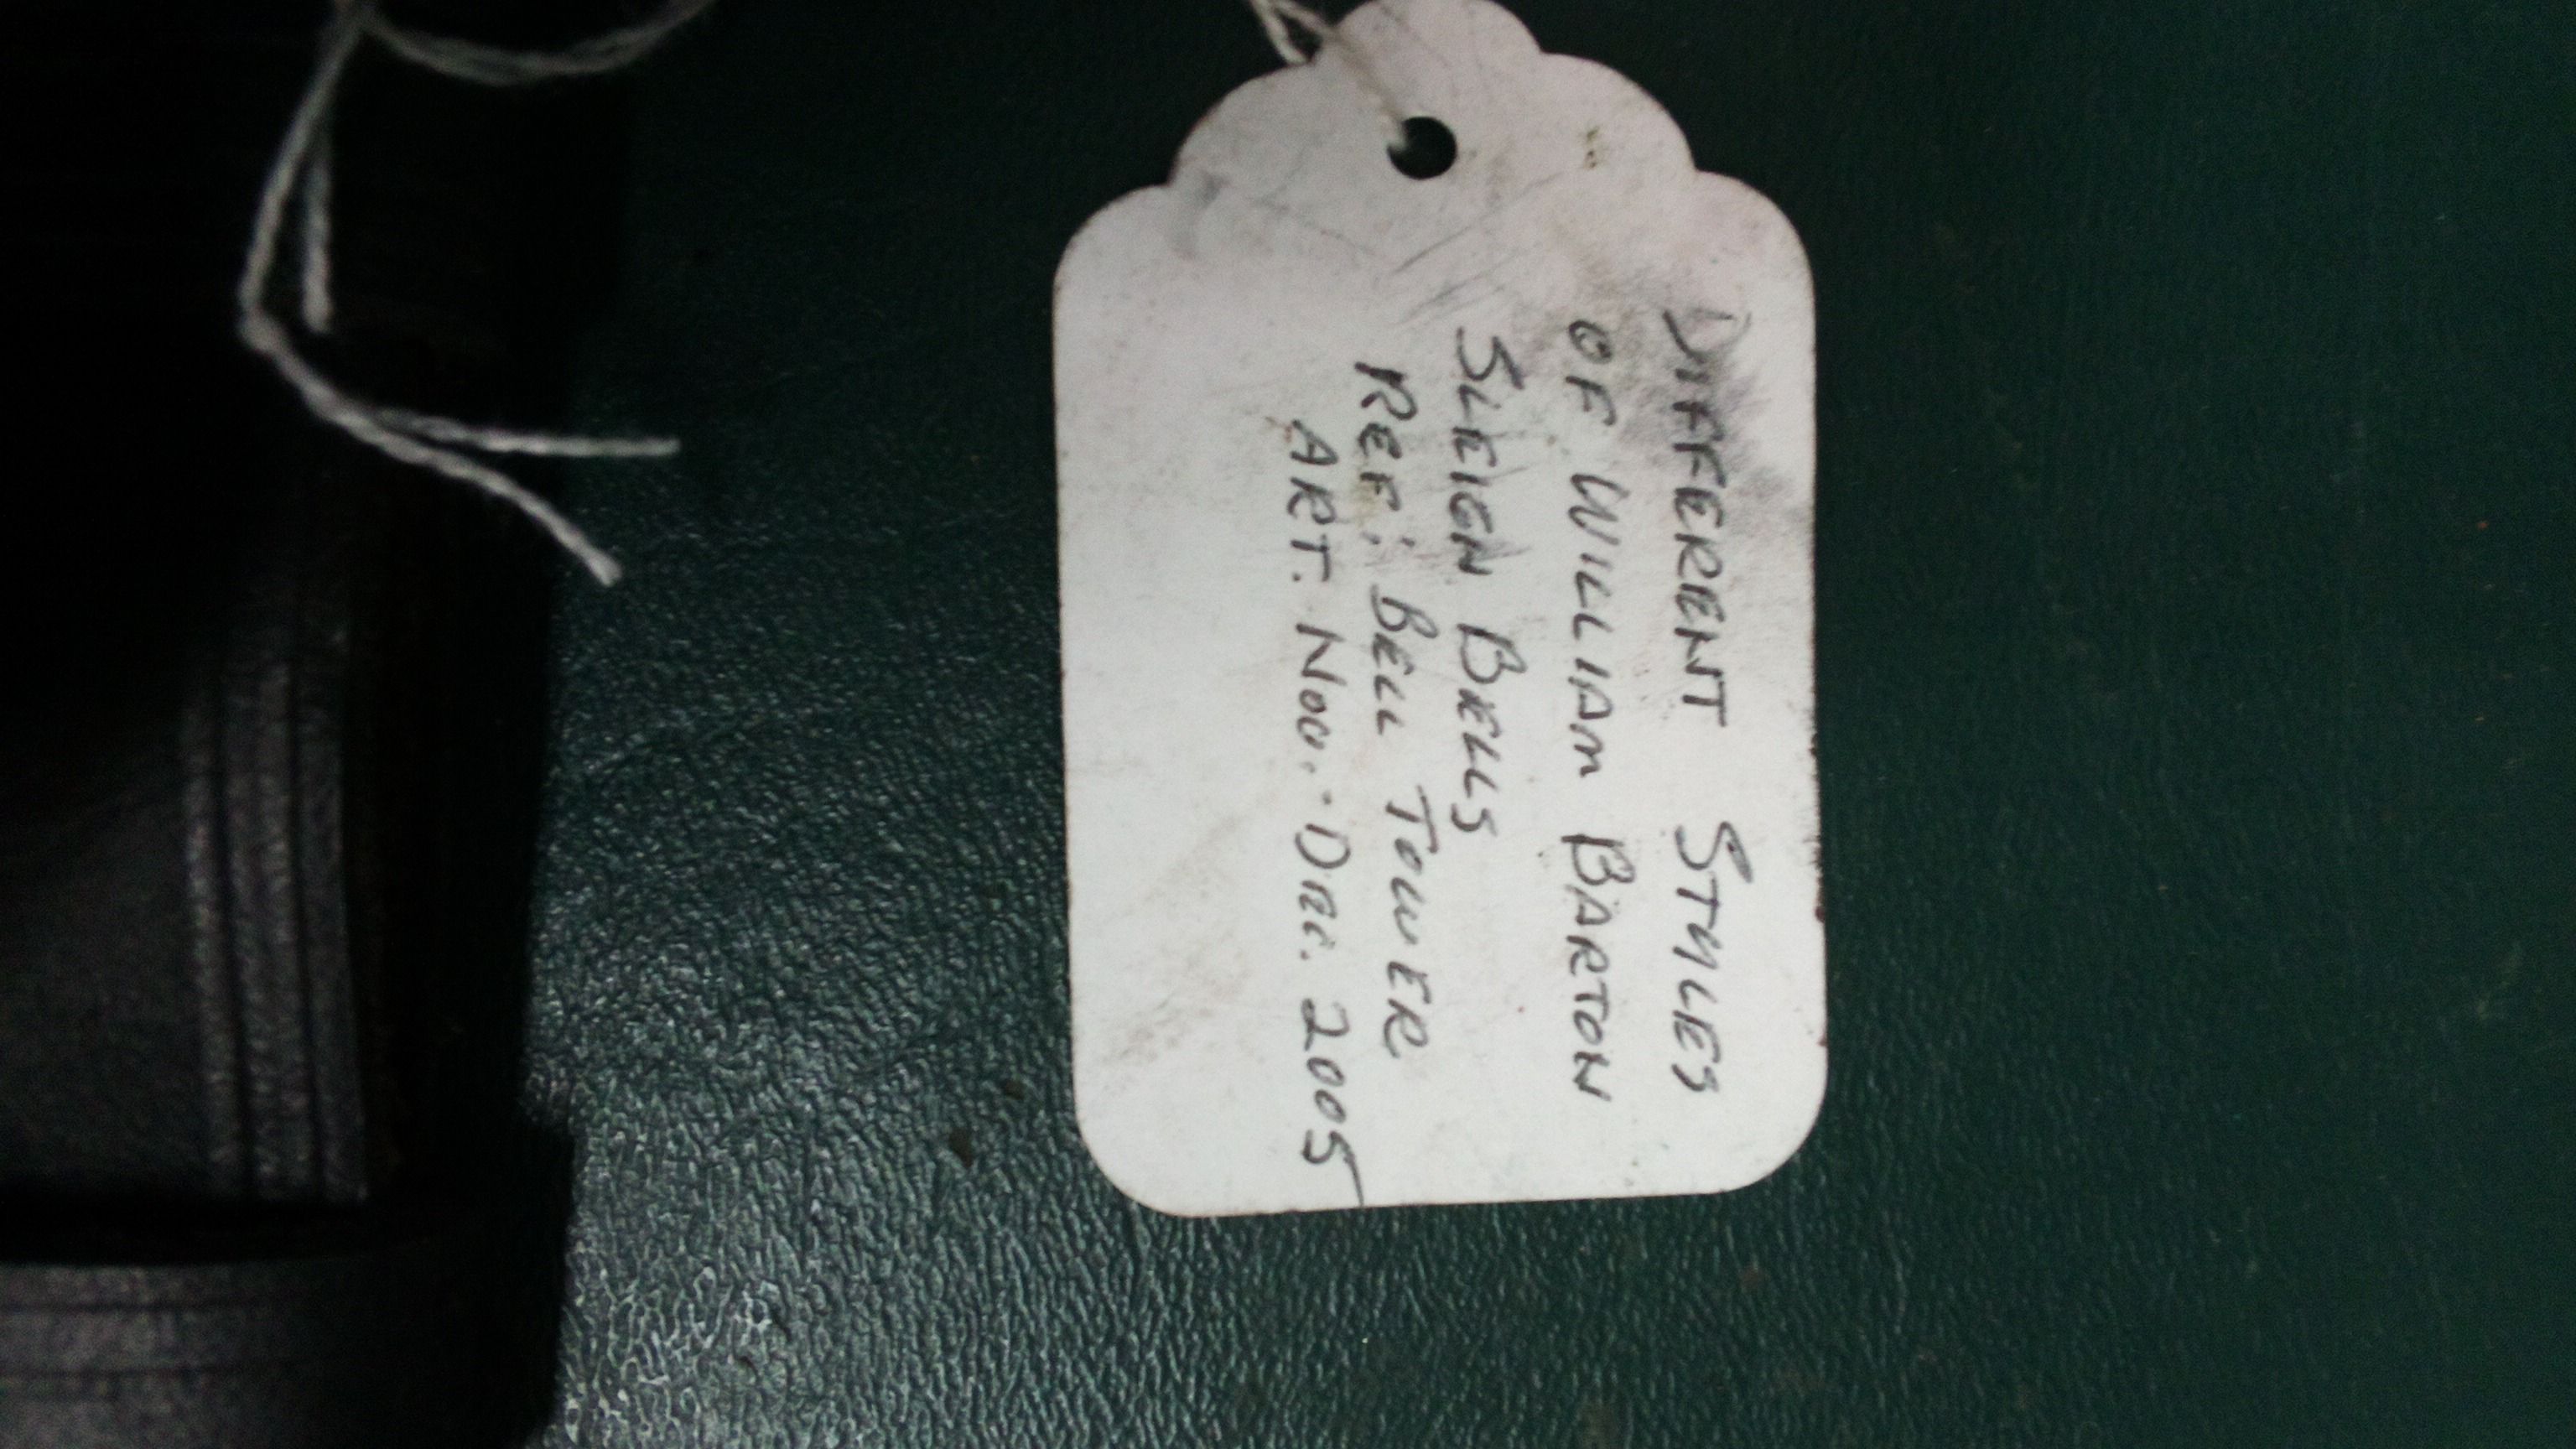 DIFFERENT STYLES
OF WILLIAM BARTON
SLEIGH BELLS
REF: BELL TOWER
ART. NOV.-DEC. 2005